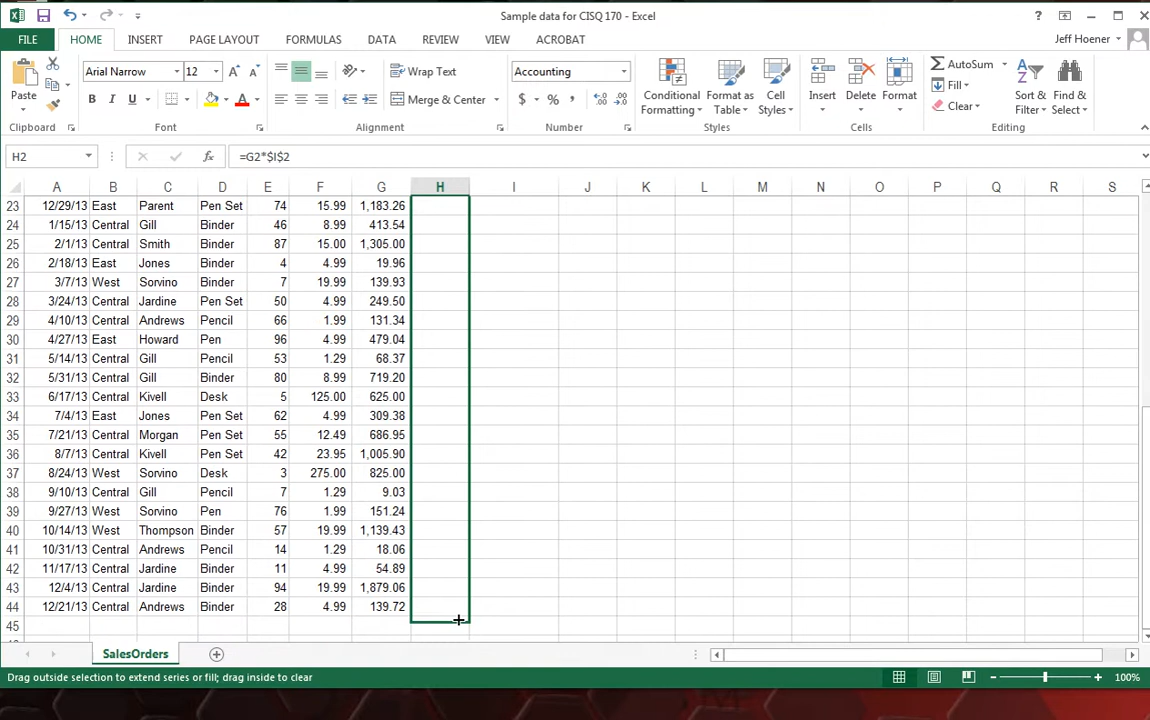 Sample data for CISQ 170 - Excel
FILE HOME INSERT PAGE LAYOUT FORMULAS DATA REVIEW VIEW ACROBAT Jeff Hoener
Arial Narrow 12 A A Wrap Text Accounting AutoSum
Fill
Paste B I U A Merge & Center $ % , Conditional Formatting Format as Table Cell Styles Insert Delete Format Clear Sort & Filter Find & Select
Clipboard Font Alignment Number Styles Cells Editing
H2 fx =G2*$I$2
A B C D E F G H I J K L M N O P Q R S
23 12/29/13 East Parent Pen Set 74 15.99 1,183.26
24 1/15/13 Central Gill Binder 46 8.99 413.54
25 2/1/13 Central Smith Binder 87 15.00 1,305.00
26 2/18/13 East Jones Binder 4 4.99 19.96
27 3/7/13 West Sorvino Binder 7 19.99 139.93
28 3/24/13 Central Jardine Pen Set 50 4.99 249.50
29 4/10/13 Central Andrews Pencil 66 1.99 131.34
30 4/27/13 East Howard Pen 96 4.99 479.04
31 5/14/13 Central Gill Pencil 53 1.29 68.37
32 5/31/13 Central Gill Binder 80 8.99 719.20
33 6/17/13 Central Kivell Desk 5 125.00 625.00
34 7/4/13 East Jones Pen Set 62 4.99 309.38
35 7/21/13 Central Morgan Pen Set 55 12.49 686.95
36 8/7/13 Central Kivell Pen Set 42 23.95 1,005.90
37 8/24/13 West Sorvino Desk 3 275.00 825.00
38 9/10/13 Central Gill Pencil 7 1.29 9.03
39 9/27/13 West Sorvino Pen 76 1.99 151.24
40 10/14/13 West Thompson Binder 57 19.99 1,139.43
41 10/31/13 Central Andrews Pencil 14 1.29 18.06
42 11/17/13 Central Jardine Binder 11 4.99 54.89
43 12/4/13 Central Jardine Binder 94 19.99 1,879.06
44 12/21/13 Central Andrews Binder 28 4.99 139.72
45
SalesOrders
Drag outside selection to extend series or fill; drag inside to clear 100%